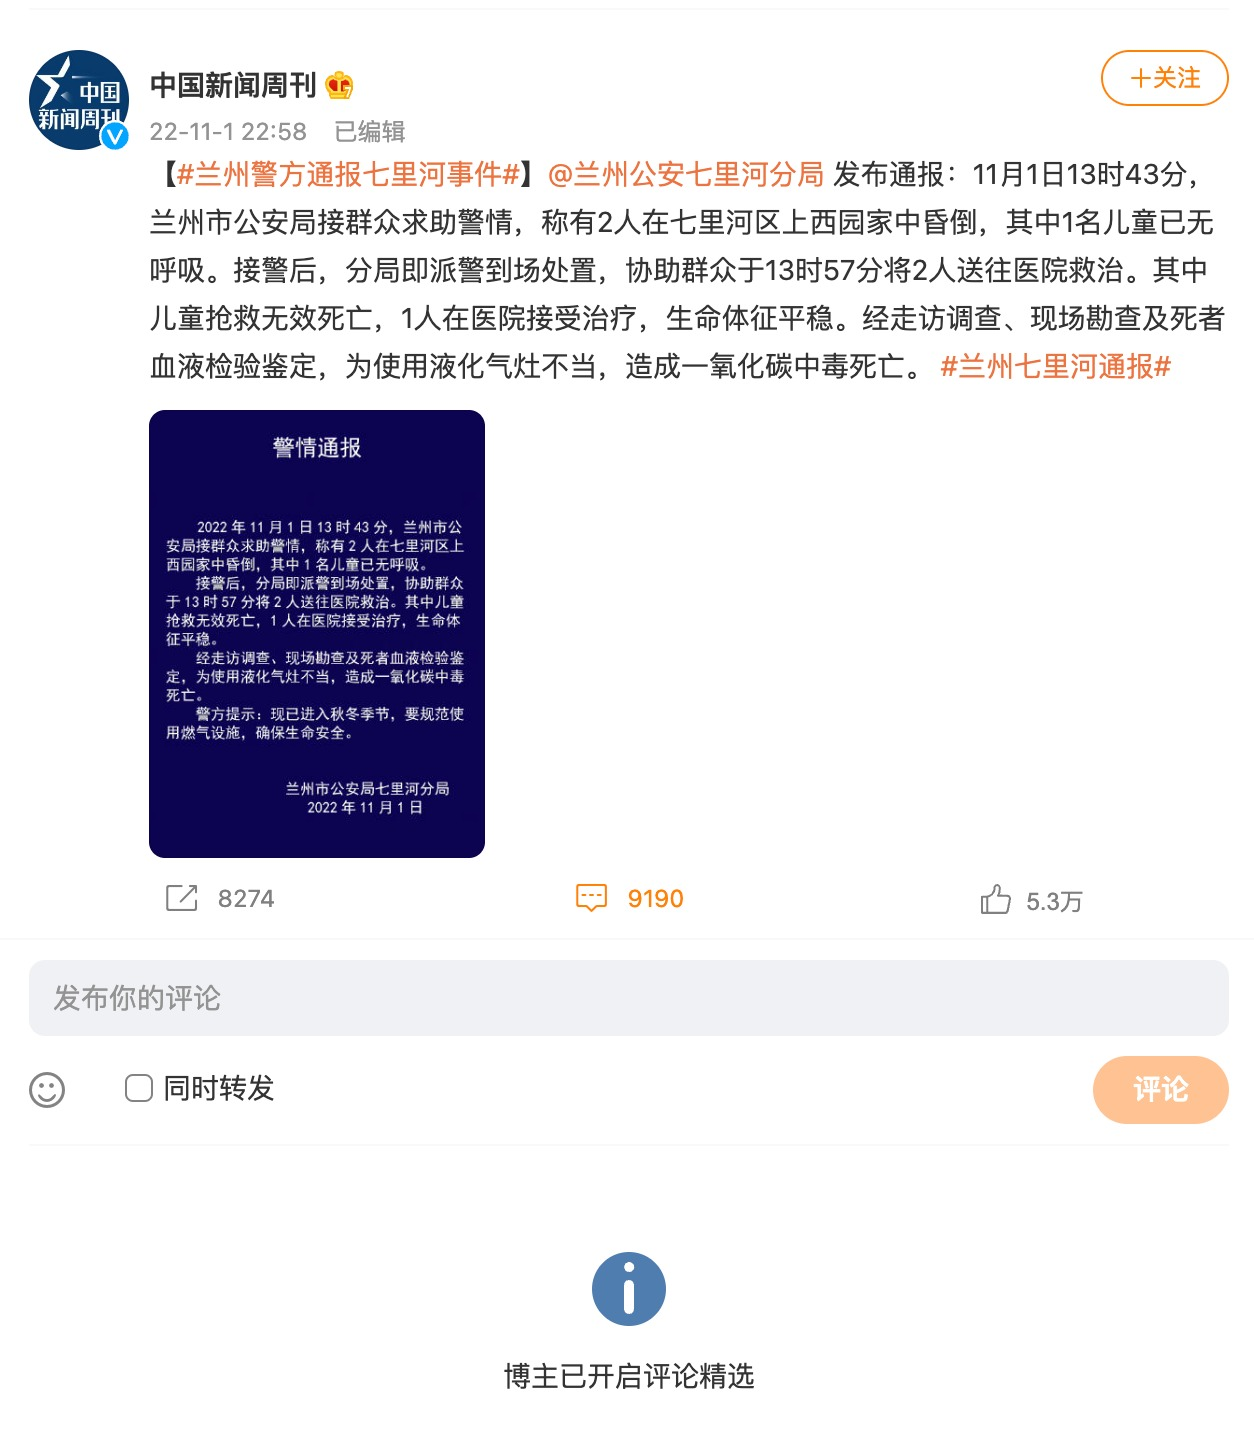 中国
新闻周刊
中国新闻周刊
+关注
22-11-1 22:58 已编辑
【#兰州警方通报七里河事件#】@兰州公安七里河分局 发布通报：11月1日13时43分，
兰州市公安局接群众求助警情，称有2人在七里河区上西园家中昏倒，其中1名儿童已无
呼吸。接警后，分局即派警到场处置，协助群众于13时57分将2人送往医院救治。其中
儿童抢救无效死亡，1人在医院接受治疗，生命体征平稳。经走访调查、现场勘查及死者
血液检验鉴定，为使用液化气灶不当，造成一氧化碳中毒死亡。 #兰州七里河通报#
警情通报
2022 年 11 月 1 日 13 时 43 分，兰州市公
安局接群众求助警情，称有 2 人在七里河区上
西园家中昏倒，其中 1 名儿童已无呼吸。
接警后，分局即派警到场处置，协助群众
于 13 时 57 分将 2 人送往医院救治。其中儿童
抢救无效死亡，1 人在医院接受治疗，生命体
征平稳。
经走访调查、现场勘查及死者血液检验鉴
定，为使用液化气灶不当，造成一氧化碳中毒
死亡。
警方提示：现已进入秋冬季节，要规范使
用燃气设施，确保生命安全。
兰州市公安局七里河分局
2022 年 11 月 1 日
8274 9190 5.3万
发布你的评论
同时转发 评论
博主已开启评论精选